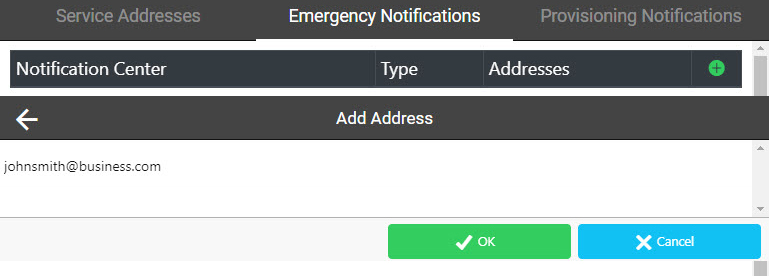 Service Addresses Emergency Notifications Provisioning Notifications
Notification Center Type Addresses
Add Address
johnsmith@business.com
OK Cancel